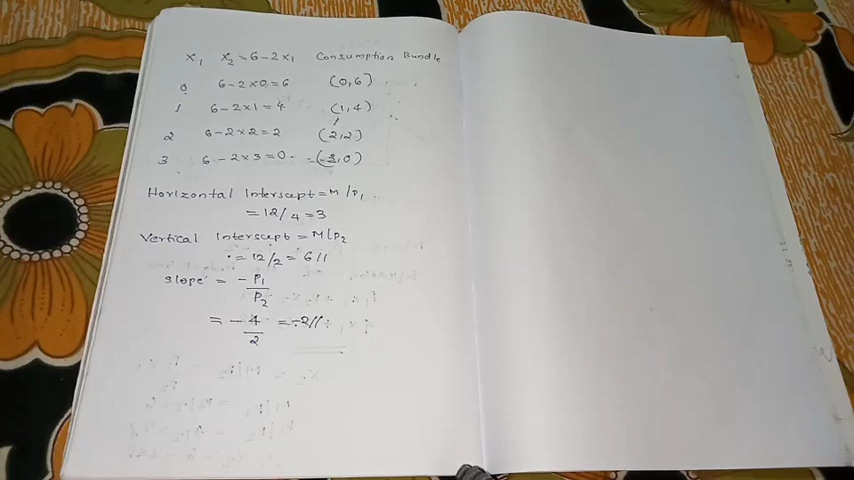 x₁ x₂ = 6 - 2x₁ Consumption Bundle
0 6 - 2 × 0 = 6 (0,6)
1 6 - 2 × 1 = 4 (1,4)
2 6 - 2 × 2 = 2 (2,2)
3 6 - 2 × 3 = 0 (3,0)
Horizontal Intercept = M/P₁
= 12/4 = 3
Vertical Intercept = M/P₂
= 12/2 = 6//
Slope = -P₁/P₂
= -4/2 = -2//